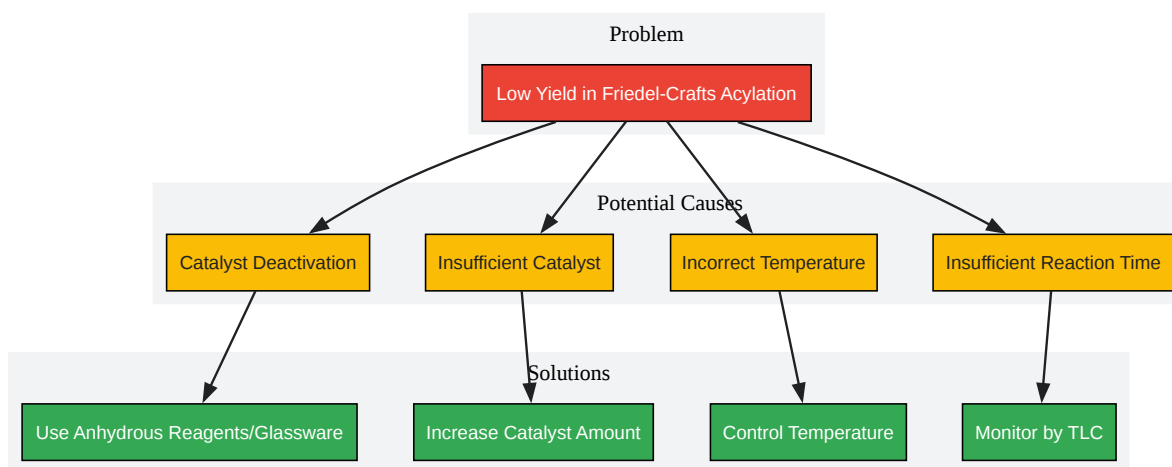 Problem
Low Yield in Friedel-Crafts Acylation
Potential Causes
Catalyst Deactivation
Insufficient Catalyst
Incorrect Temperature
Insufficient Reaction Time
Solutions
Use Anhydrous Reagents/Glassware
Increase Catalyst Amount
Control Temperature
Monitor by TLC